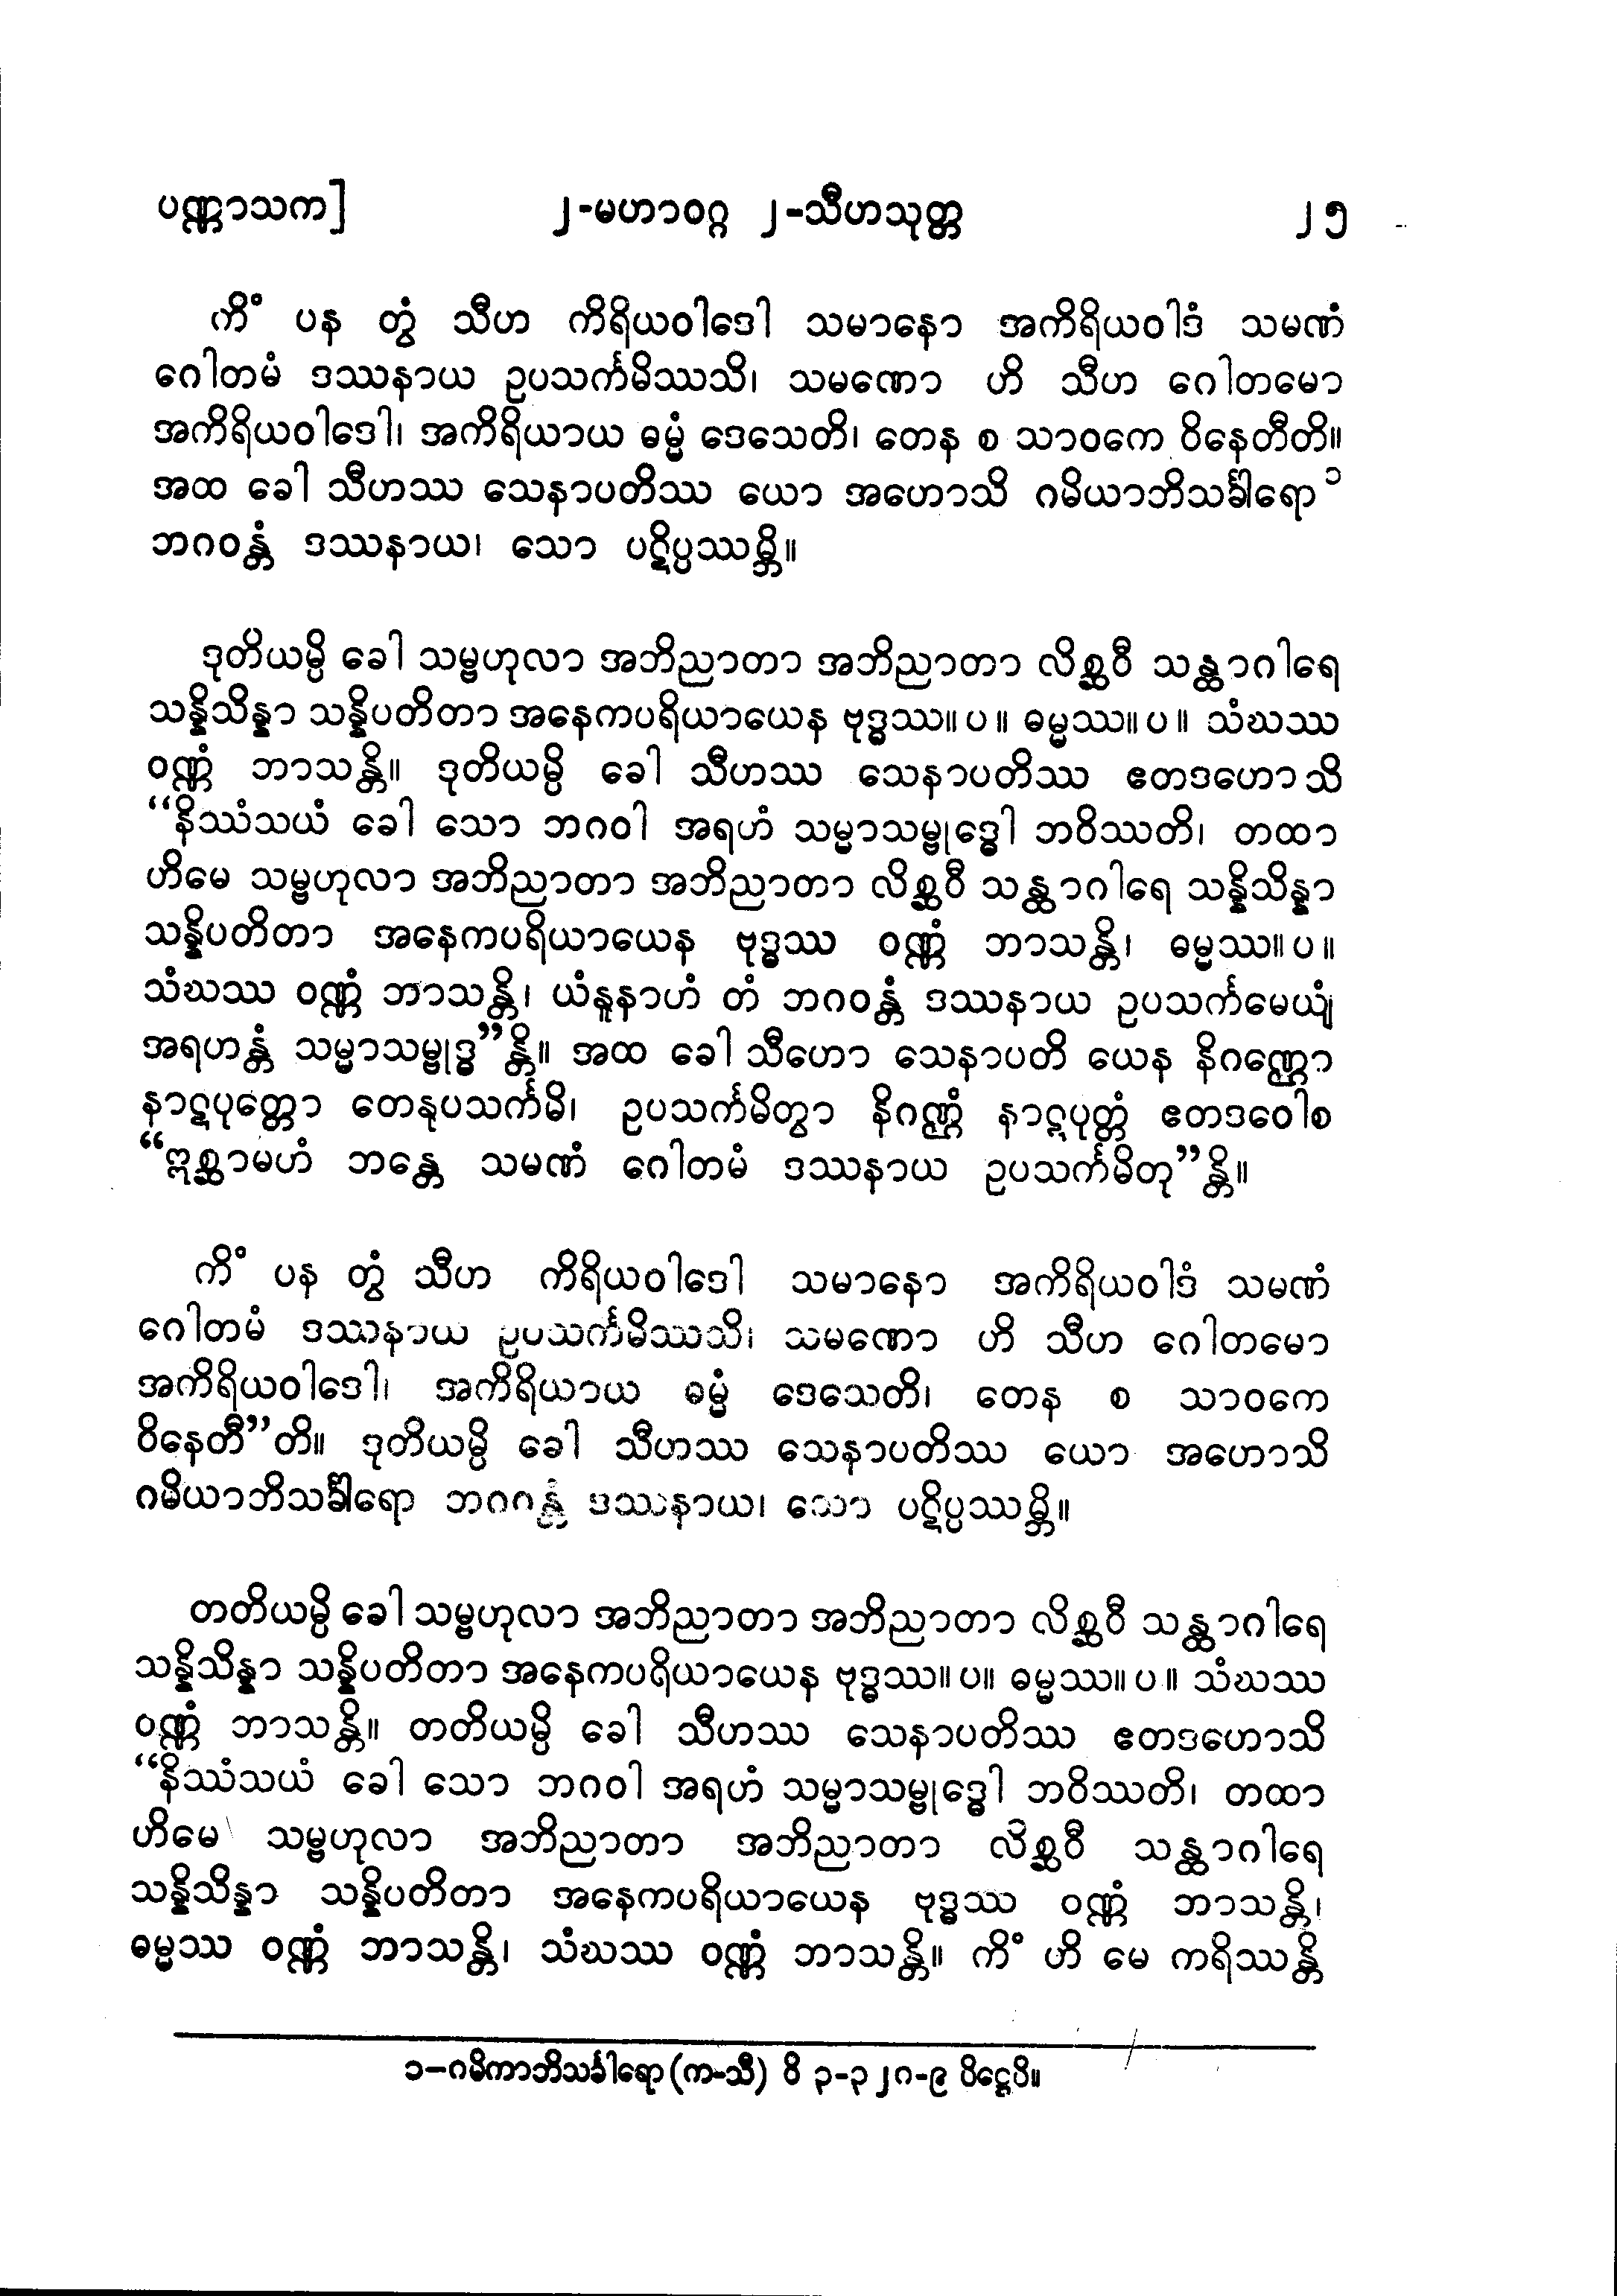 ပဏ္ဏာသက] ၂-မဟာဝဂ္ဂ ၂-သီဟသုတ္တ ၂၅
ကိံ ပန တွံ သီဟ ကိရိယဝါဒေါ သမာနော အကိရိယဝါဒံ သမဏံ
ဂေါတမံ ဒဿနာယ ဥပသင်္ကမိဿသိ၊ သမဏော ဟိ သီဟ ဂေါတမော
အကိရိယဝါဒေါ၊ အကိရိယာယ ဓမ္မံ ဒေသေတိ၊ တေန စ သာဝကေ ဝိနေတီတိ။
အထ ခေါ သီဟဿ သေနာပတိဿ ယော အဟောသိ ဂမိယာဘိသင်္ခါရော ၁
ဘဂဝန္တံ ဒဿနာယ၊ သော ပဋိပ္ပဿမ္ဘိ။
ဒုတိယမ္ပိ ခေါ သမ္ဗဟုလာ အဘိညာတာ အဘိညာတာ လိစ္ဆဝီ သန္ထာဂါရေ
သန္နိသိန္နာ သန္နိပတိတာ အနေကပရိယာယေန ဗုဒ္ဓဿ။ ပ ။ ဓမ္မဿ။ ပ ။ သံဃဿ
ဝဏ္ဏံ ဘာသန္တိ။ ဒုတိယမ္ပိ ခေါ သီဟဿ သေနာပတိဿ ဧတဒဟောသိ
“နိဿံသယံ ခေါ သော ဘဂဝါ အရဟံ သမ္မာသမ္ဗုဒ္ဓေါ ဘဝိဿတိ၊ တထာ
ဟိမေ သမ္ဗဟုလာ အဘိညာတာ အဘိညာတာ လိစ္ဆဝီ သန္ထာဂါရေ သန္နိသိန္နာ
သန္နိပတိတာ အနေကပရိယာယေန ဗုဒ္ဓဿ ဝဏ္ဏံ ဘာသန္တိ၊ ဓမ္မဿ။ ပ ။
သံဃဿ ဝဏ္ဏံ ဘာသန္တိ၊ ယံနူနာဟံ တံ ဘဂဝန္တံ ဒဿနာယ ဥပသင်္ကမေယျံ
အရဟန္တံ သမ္မာသမ္ဗုဒ္ဓ”န္တိ။ အထ ခေါ သီဟော သေနာပတိ ယေန နိဂဏ္ဌော
နာဋပုတ္တော တေနုပသင်္ကမိ၊ ဥပသင်္ကမိတွာ နိဂဏ္ဌံ နာဋပုတ္တံ ဧတဒဝေါစ
“ဣစ္ဆာမဟံ ဘန္တေ သမဏံ ဂေါတမံ ဒဿနာယ ဥပသင်္ကမိတု”န္တိ။
ကိံ ပန တွံ သီဟ ကိရိယဝါဒေါ သမာနော အကိရိယဝါဒံ သမဏံ
ဂေါတမံ ဒဿနာယ ဥပသင်္ကမိဿသိ၊ သမဏော ဟိ သီဟ ဂေါတမော
အကိရိယဝါဒေါ၊ အကိရိယာယ ဓမ္မံ ဒေသေတိ၊ တေန စ သာဝကေ
ဝိနေတီ”တိ။ ဒုတိယမ္ပိ ခေါ သီဟဿ သေနာပတိဿ ယော အဟောသိ
ဂမိယာဘိသင်္ခါရော ဘဂဂန္တံ ဒဿနာယ၊ သော ပဋိပ္ပဿမ္ဘိ။
တတိယမ္ပိ ခေါ သမ္ဗဟုလာ အဘိညာတာ အဘိညာတာ လိစ္ဆဝီ သန္ထာဂါရေ
သန္နိသိန္နာ သန္နိပတိတာ အနေကပရိယာယေန ဗုဒ္ဓဿ။ ပ။ ဓမ္မဿ။ ပ ။ သံဃဿ
ဝဏ္ဏံ ဘာသန္တိ။ တတိယမ္ပိ ခေါ သီဟဿ သေနာပတိဿ ဧတဒဟောသိ
“နိဿံသယံ ခေါ သော ဘဂဝါ အရဟံ သမ္မာသမ္ဗုဒ္ဓေါ ဘဝိဿတိ၊ တထာ
ဟိမေ သမ္ဗဟုလာ အဘိညာတာ အဘိညာတာ လိစ္ဆဝီ သန္ထာဂါရေ
သန္နိသိန္နာ သန္နိပတိတာ အနေကပရိယာယေန ဗုဒ္ဓဿ ဝဏ္ဏံ ဘာသန္တိ၊
ဓမ္မဿ ဝဏ္ဏံ ဘာသန္တိ၊ သံဃဿ ဝဏ္ဏံ ဘာသန္တိ။ ကိံ ဟိ မေ ကရိဿန္တိ
၁-ဂမိကာဘိသင်္ခါရော (က-သီ) ဝိ ၃-၃၂၈-၉ ပိဋ္ဌေပိ။